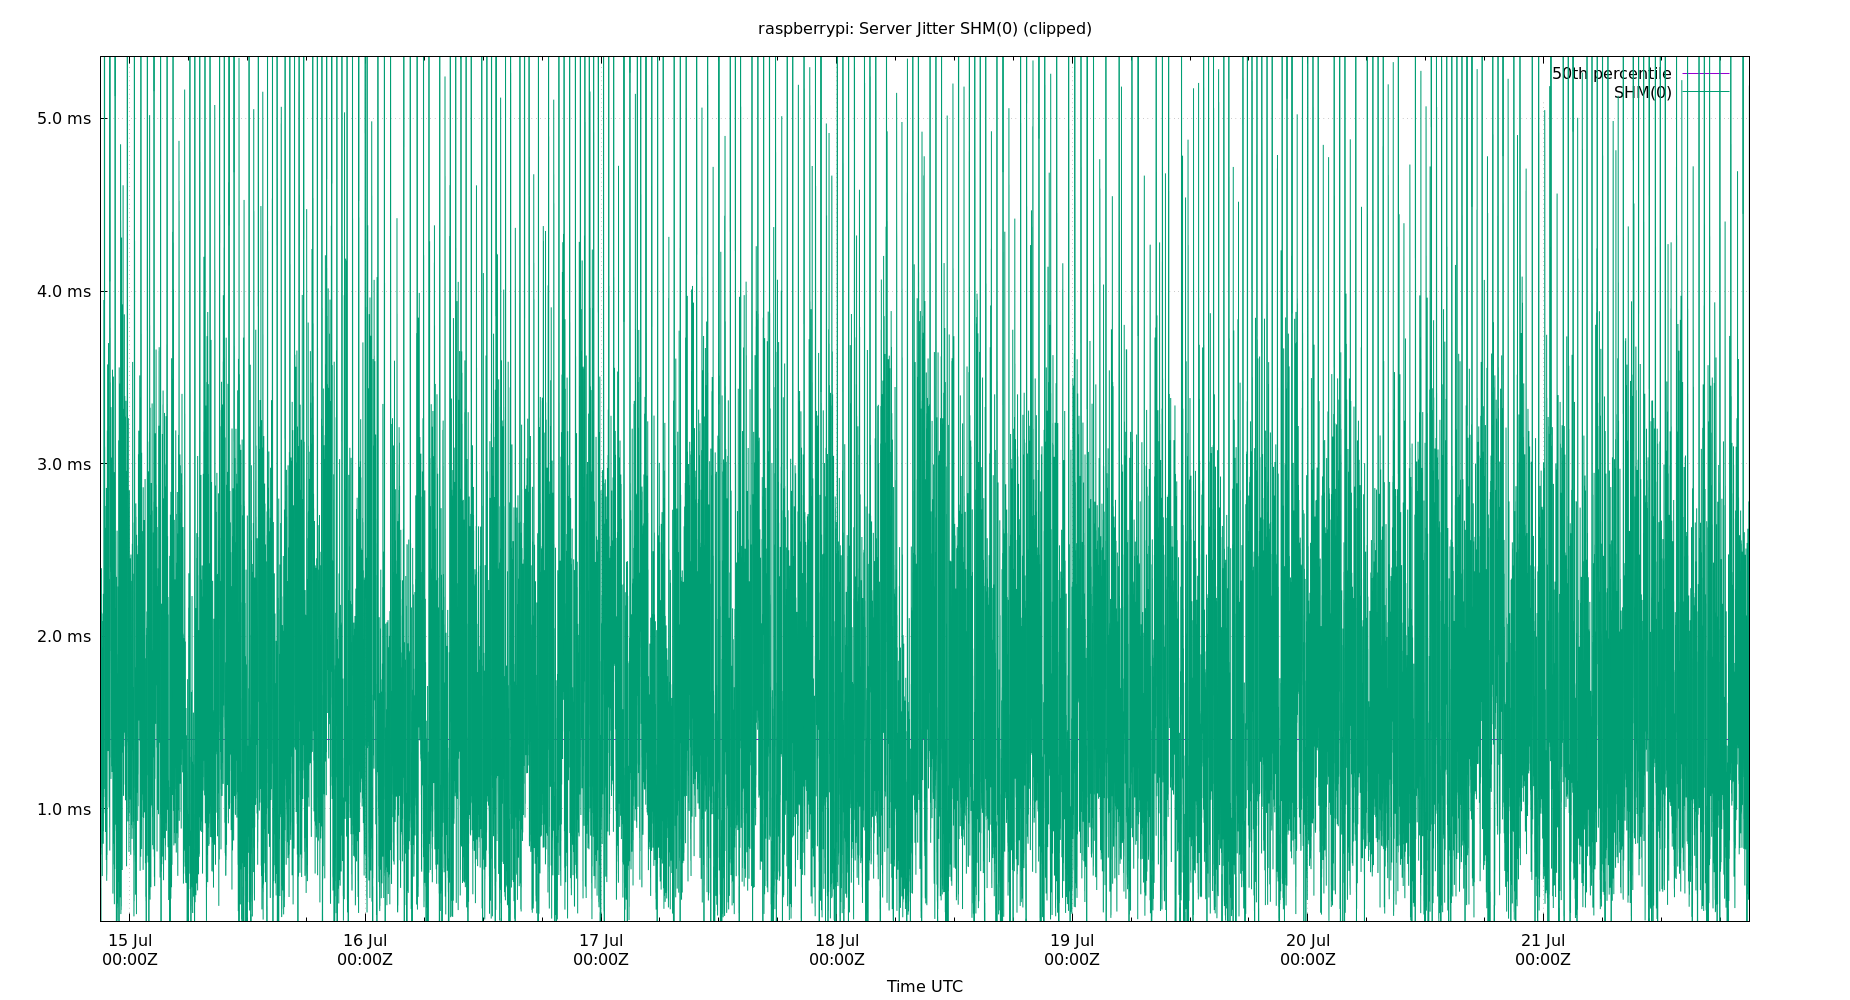 raspberrypi: Server Jitter SHM(0) (clipped)
50th percentile
SHM(0)
5.0 ms
4.0 ms
3.0 ms
2.0 ms
1.0 ms
15 Jul 16 Jul 17 Jul 18 Jul 19 Jul 20 Jul 21 Jul
00:00Z 00:00Z 00:00Z 00:00Z 00:00Z 00:00Z 00:00Z
Time UTC